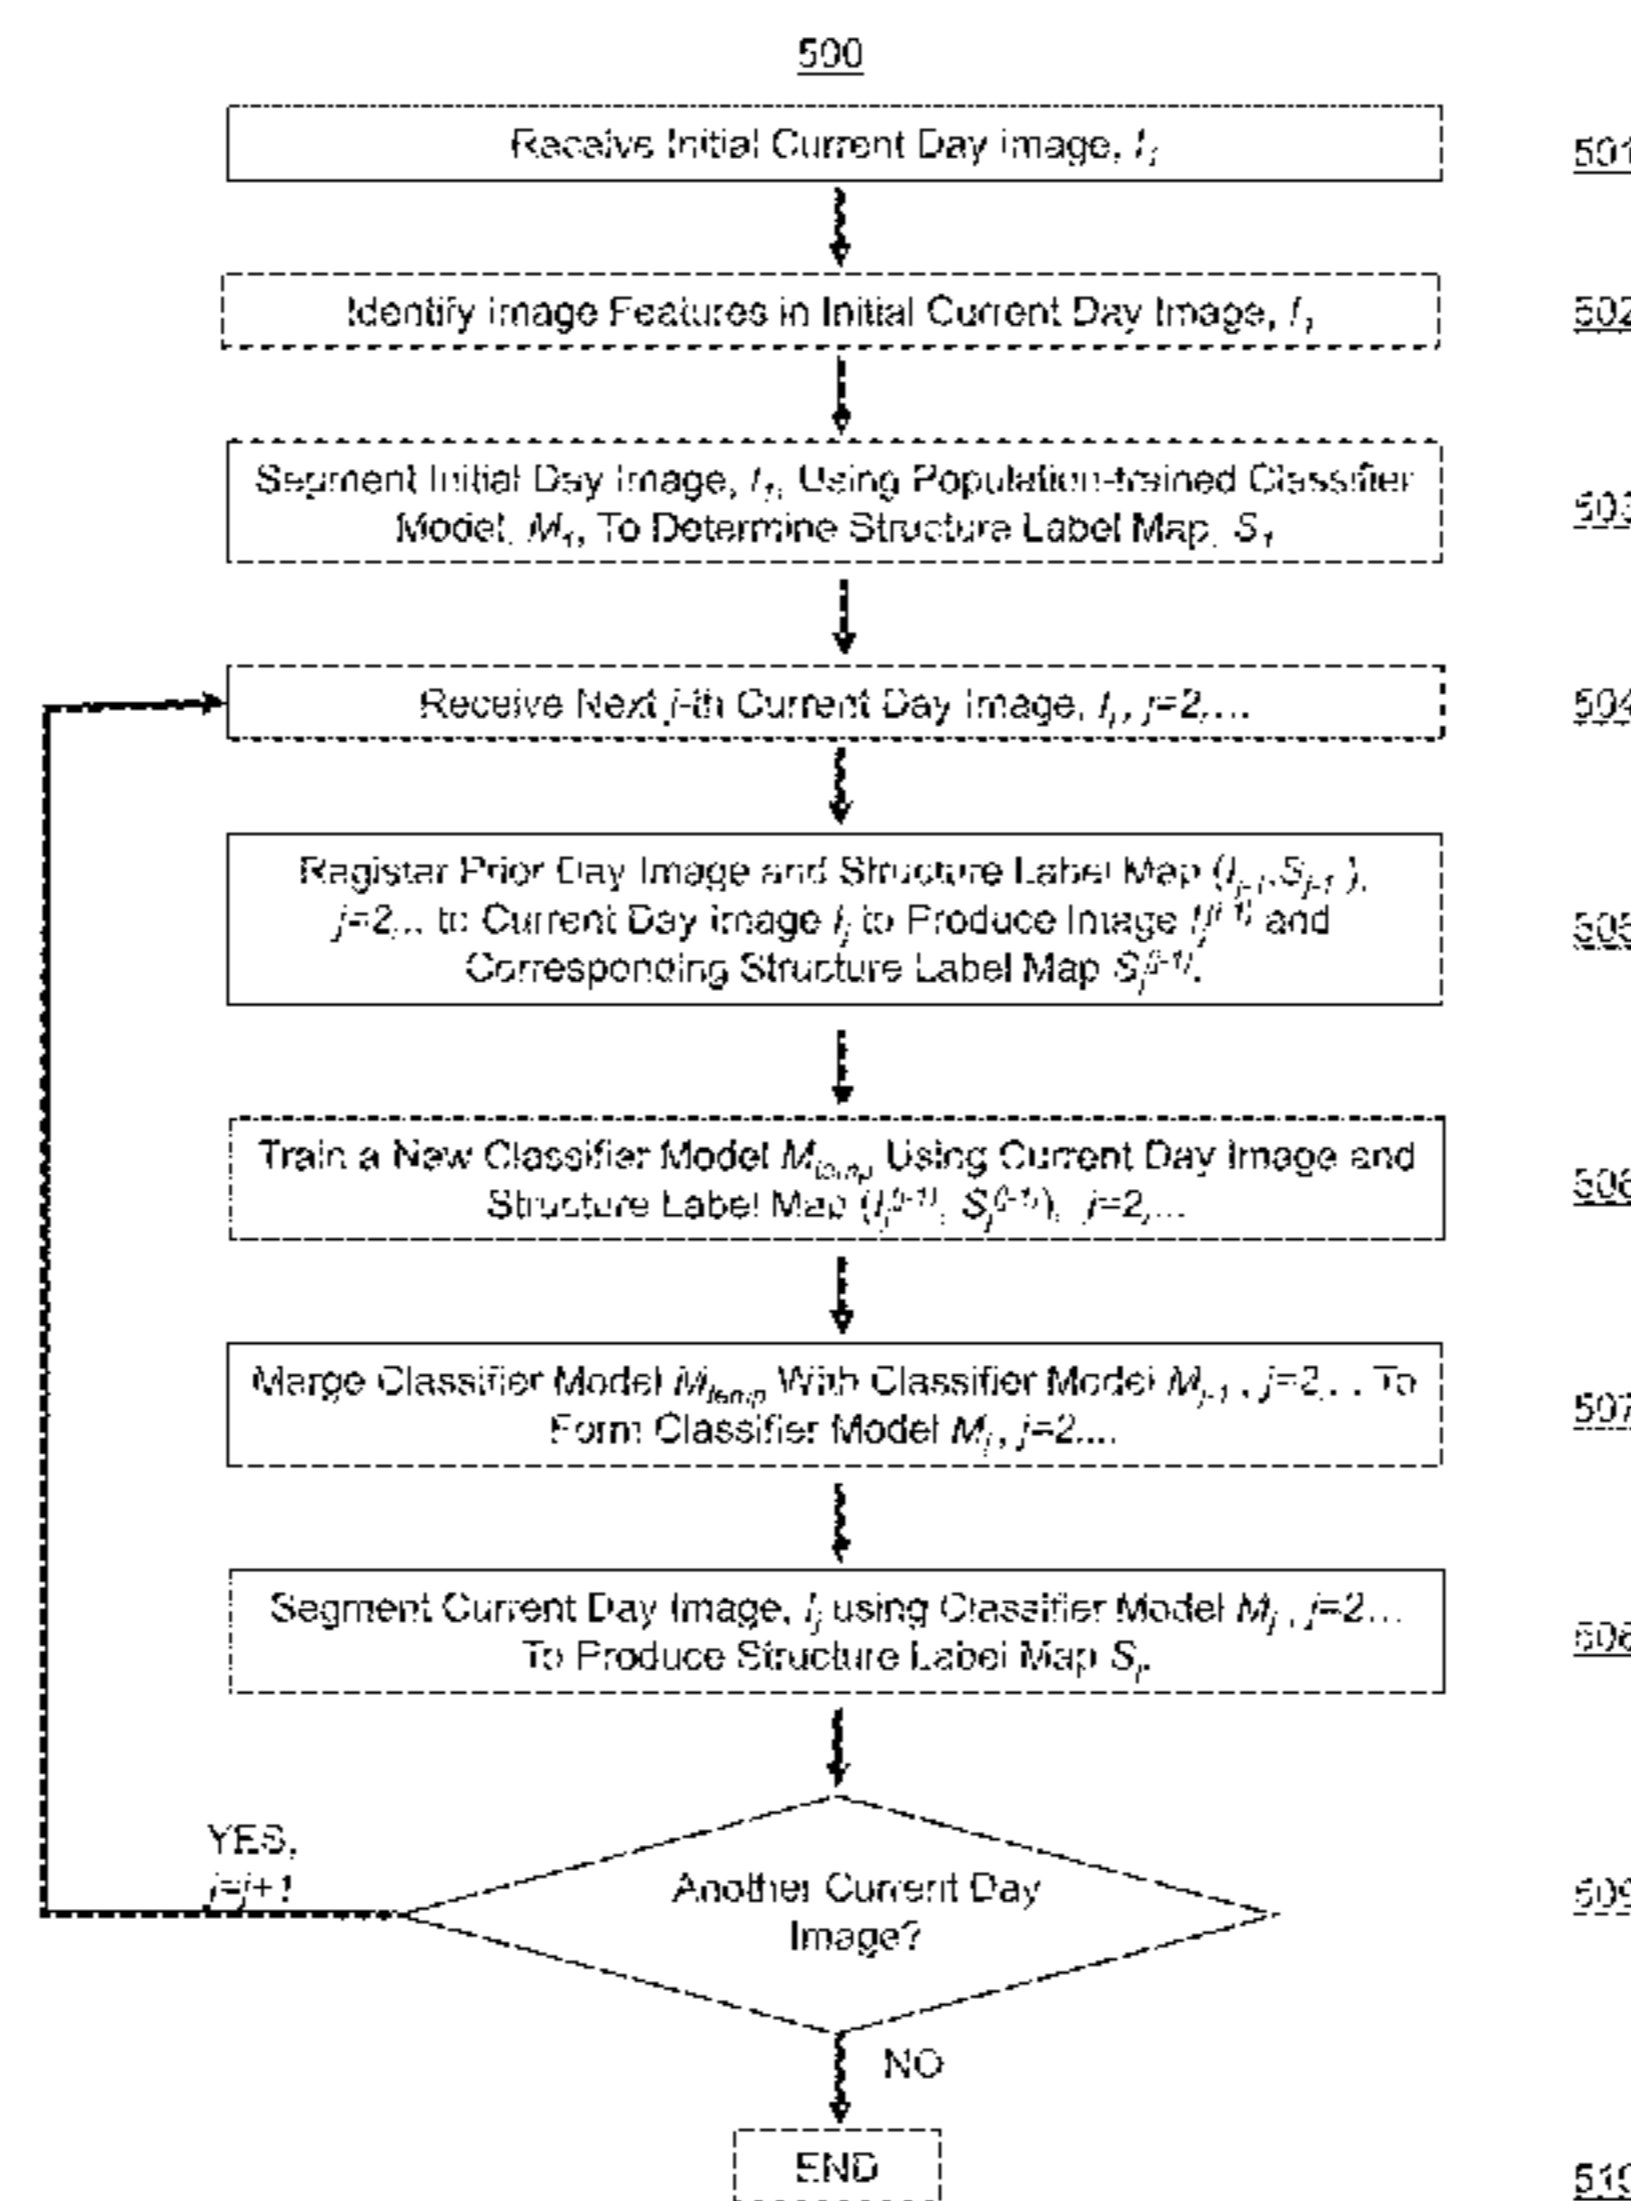 500
Receive Initial Current Day image, I1
501
Identify image Features in Initial Current Day Image, I1
502
Segment Initial Day Image, I1, Using Population-trained Classifier
Model, M1, To Determine Structure Label Map, S1
503
Receive Next j-th Current Day Image, Ij, j=2,...
504
Register Prior Day Image and Structure Label Map (Ij-1,Sj-1),
j=2,.. to Current Day image Ij to Produce Image Ij(j-1) and
Corresponding Structure Label Map Sj(j-1).
505
Train a New Classifier Model Mtemp Using Current Day Image and
Structure Label Map (Ij(j-1), Sj(j-1)), j=2,...
506
Merge Classifier Model Mtemp With Classifier Model Mj-1, j=2,.. To
Form Classifier Model Mj, j=2....
507
Segment Current Day Image, Ij using Classifier Model Mj, j=2...
To Produce Structure Label Map Sj.
508
YES,
j=j+1
Another Current Day
Image?
509
NO
END
510